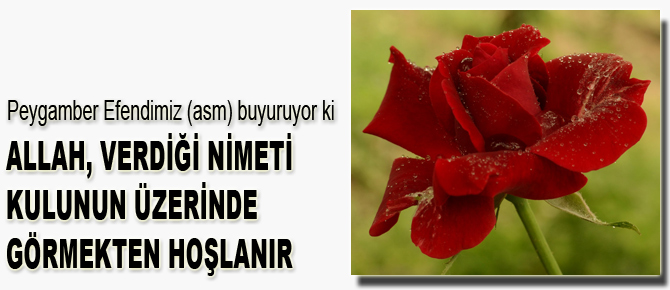 Peygamber Efendimiz (asm) buyuruyor ki
ALLAH, VERDİĞİ NİMETİ
KULUNUN ÜZERİNDE
GÖRMEKTEN HOŞLANIR